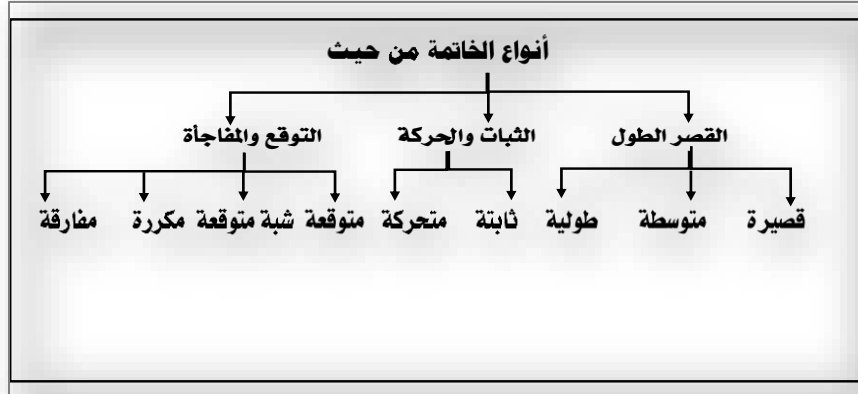 أنواع الخاتمة من حيث
القصر الطول الثبات والحركة التوقع والمفاجأة
قصيرة متوسطة طولية ثابتة متحركة متوقعة شبة متوقعة مكررة مفارقة